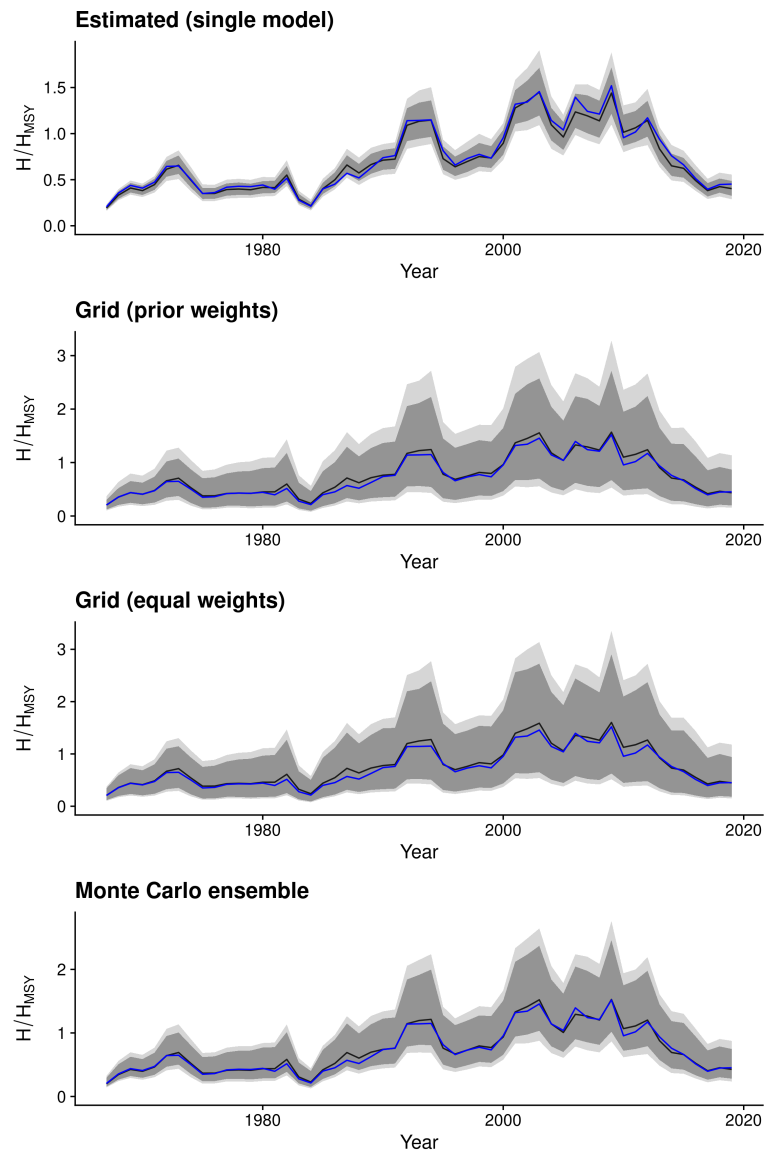 Estimated (single model)
H/H_MSY
1.5
1.0
0.5
0.0
1980 2000 2020
Year
Grid (prior weights)
H/H_MSY
3
2
1
0
1980 2000 2020
Year
Grid (equal weights)
H/H_MSY
3
2
1
0
1980 2000 2020
Year
Monte Carlo ensemble
H/H_MSY
2
1
0
1980 2000 2020
Year